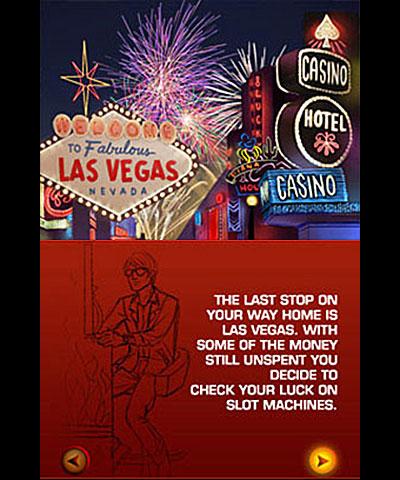 WELCOME
TO Fabulous
LAS VEGAS
NEVADA
CASINO
HOTEL
CASINO
THE LAST STOP ON
YOUR WAY HOME IS
LAS VEGAS. WITH
SOME OF THE MONEY
STILL UNSPENT YOU
DECIDE TO
CHECK YOUR LUCK ON
SLOT MACHINES.